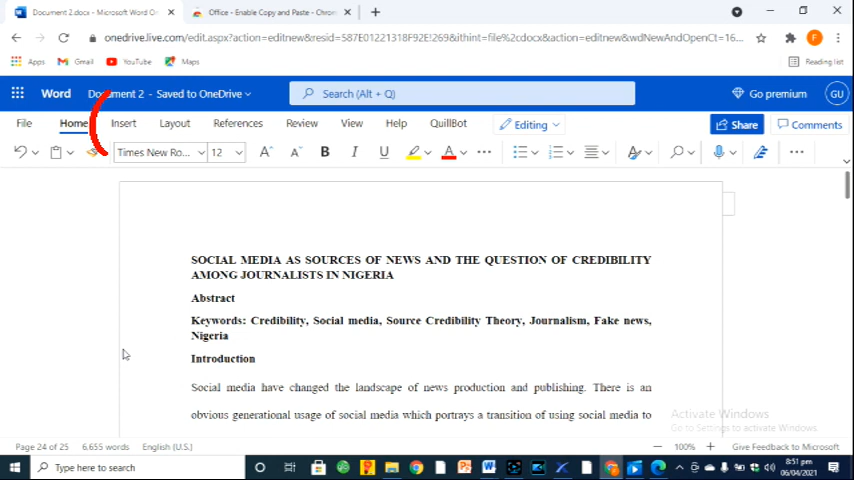 Document 2.docx - Microsoft Word O
Office - Enable Copy and Paste - Chron
onedrive.live.com/edit.aspx?action=editnew&resid=587E01221318F92E!269&ithint=file%2cdocx&action=editnew&wdNewAndOpenCt=16...
Apps Gmail YouTube Maps Reading list
Word Document 2 - Saved to OneDrive Search (Alt + Q) Go premium GU
File Home Insert Layout References Review View Help QuillBot Editing Share Comments
Times New Ro... 12 A A B I U A
SOCIAL MEDIA AS SOURCES OF NEWS AND THE QUESTION OF CREDIBILITY
AMONG JOURNALISTS IN NIGERIA
Abstract
Keywords: Credibility, Social media, Source Credibility Theory, Journalism, Fake news,
Nigeria
Introduction
Social media have changed the landscape of news production and publishing. There is an
obvious generational usage of social media which portrays a transition of using social media to
Activate Windows
Go to Settings to activate Windows.
Page 24 of 25 6,655 words English (U.S.) 100% Give Feedback to Microsoft
Type here to search
8:51 pm
06/04/2021